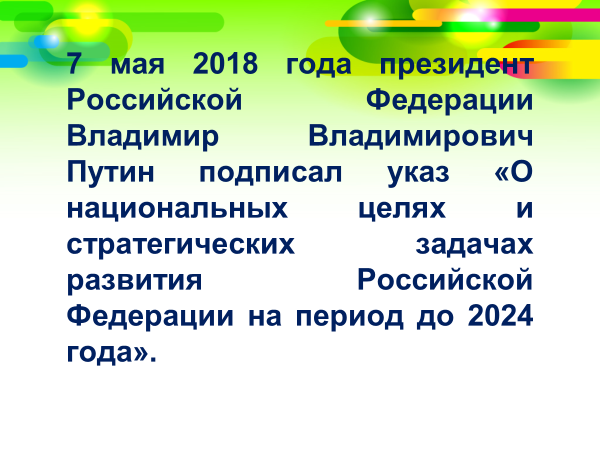 7 мая 2018 года президент
Российской Федерации
Владимир Владимирович
Путин подписал указ «О
национальных целях и
стратегических задачах
развития Российской
Федерации на период до 2024
года».